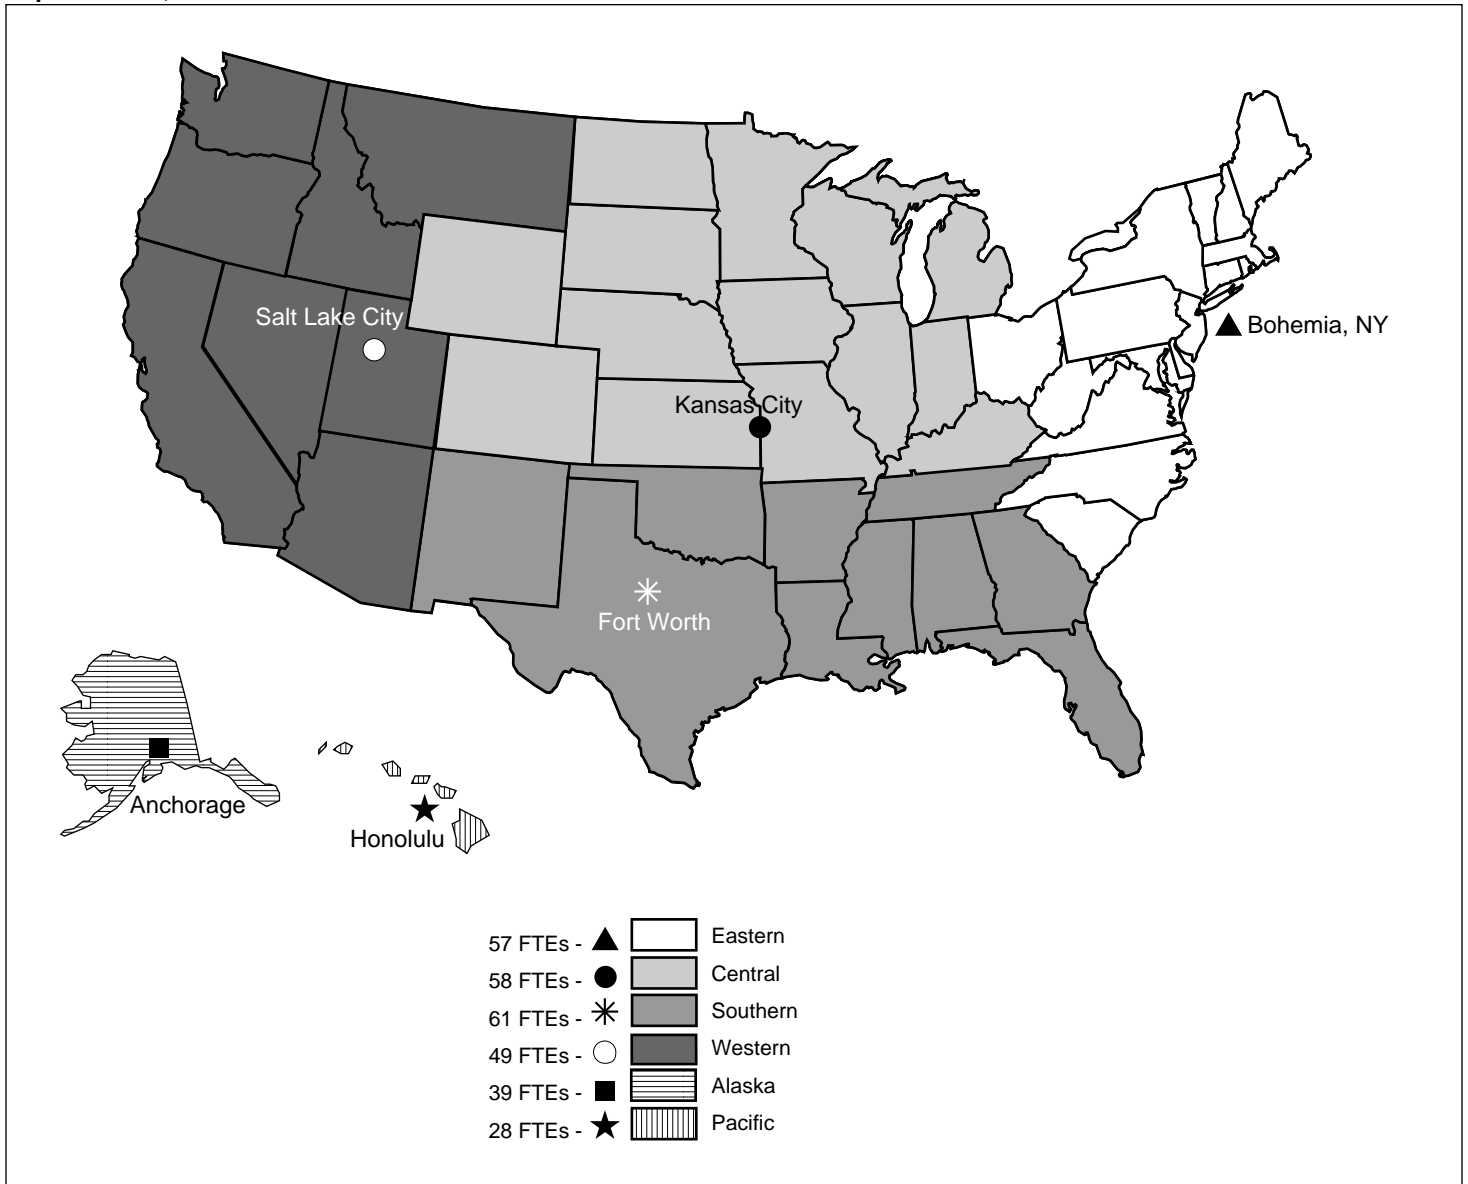 Salt Lake City
Bohemia, NY
Kansas City
Fort Worth
Anchorage
Honolulu
57 FTEs - Eastern
58 FTEs - Central
61 FTEs - Southern
49 FTEs - Western
39 FTEs - Alaska
28 FTEs - Pacific